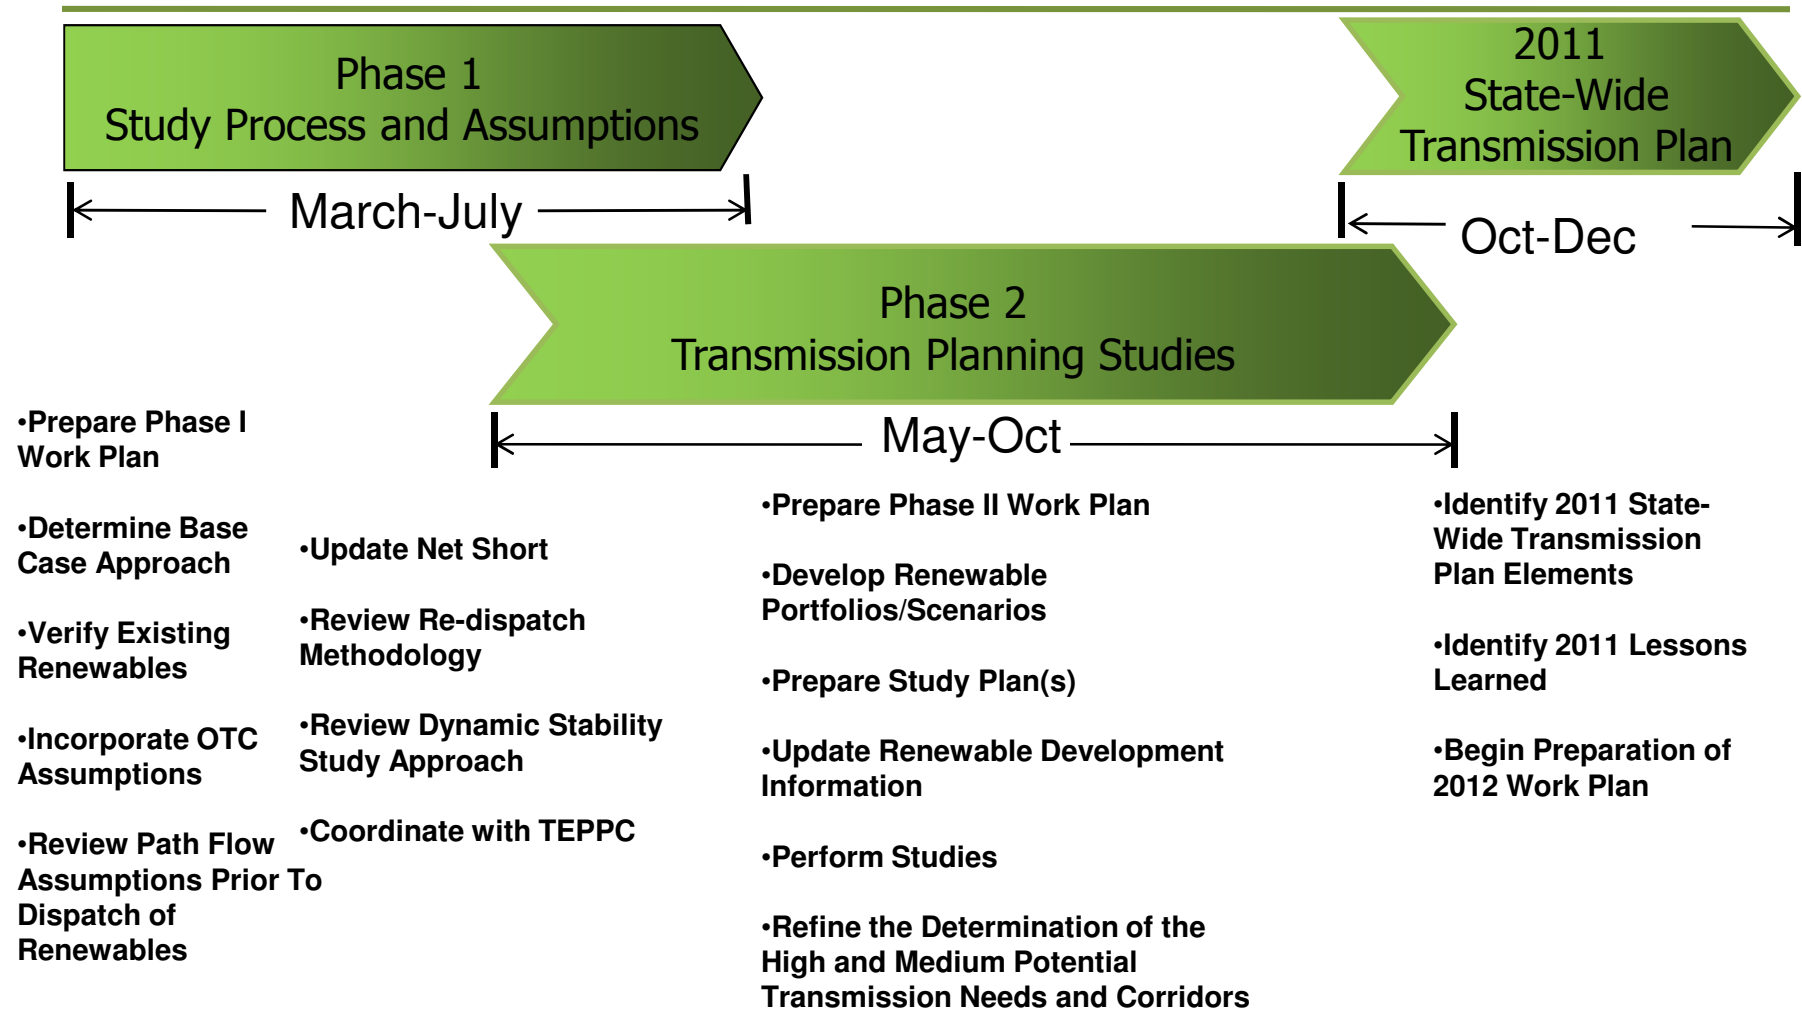 Phase 1
Study Process and Assumptions
March-July
2011
State-Wide
Transmission Plan
Oct-Dec
Phase 2
Transmission Planning Studies
May-Oct
•Prepare Phase I
Work Plan
•Determine Base
Case Approach
•Verify Existing
Renewables
•Incorporate OTC
Assumptions
•Review Path Flow
Assumptions Prior To
Dispatch of
Renewables
•Update Net Short
•Review Re-dispatch
Methodology
•Review Dynamic Stability
Study Approach
•Coordinate with TEPPC
•Prepare Phase II Work Plan
•Develop Renewable
Portfolios/Scenarios
•Prepare Study Plan(s)
•Update Renewable Development
Information
•Perform Studies
•Refine the Determination of the
High and Medium Potential
Transmission Needs and Corridors
•Identify 2011 State-
Wide Transmission
Plan Elements
•Identify 2011 Lessons
Learned
•Begin Preparation of
2012 Work Plan